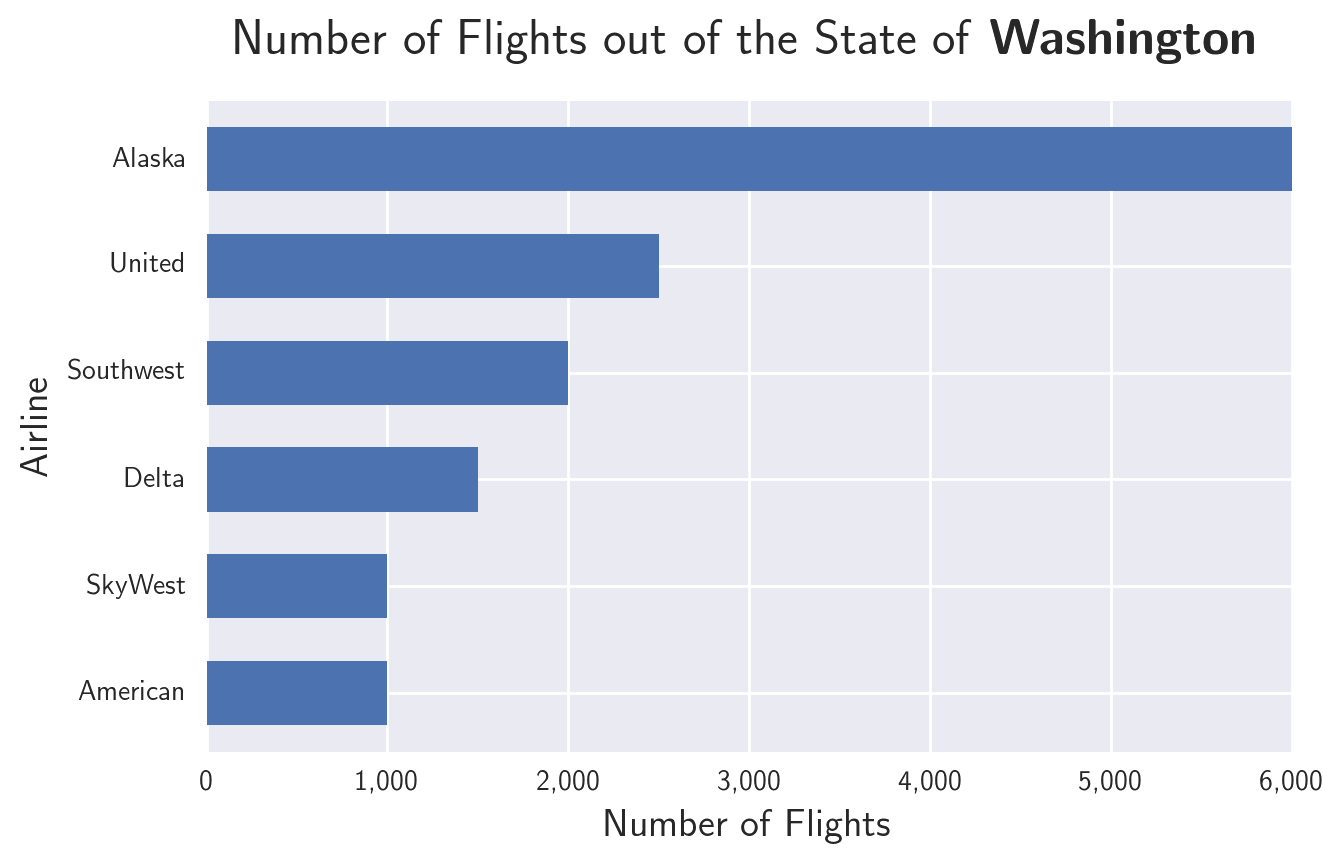 Number of Flights out of the State of Washington
Alaska
United
Southwest
Delta
SkyWest
American
Airline
0 1,000 2,000 3,000 4,000 5,000 6,000
Number of Flights